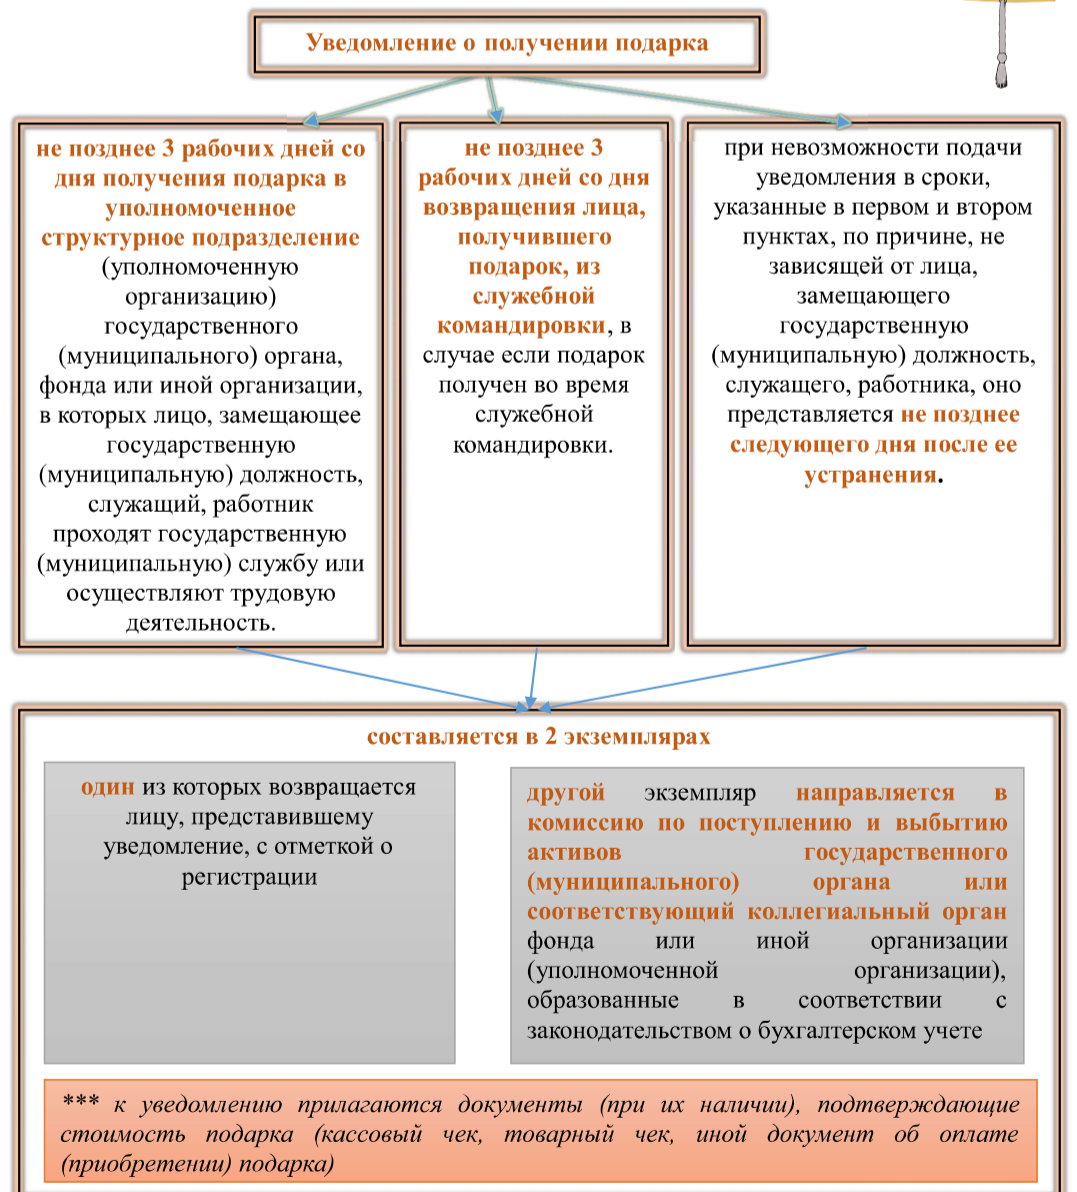 Уведомление о получении подарка
не позднее 3 рабочих дней со
дня получения подарка в
уполномоченное
структурное подразделение
(уполномоченную
организацию)
государственного
(муниципального) органа,
фонда или иной организации,
в которых лицо, замещающее
государственную
(муниципальную) должность,
служащий, работник
проходят государственную
(муниципальную) службу или
осуществляют трудовую
деятельность.
не позднее 3
рабочих дней со дня
возвращения лица,
получившего
подарок, из
служебной
командировки, в
случае если подарок
получен во время
служебной
командировки.
при невозможности подачи
уведомления в сроки,
указанные в первом и втором
пунктах, по причине, не
зависящей от лица,
замещающего
государственную
(муниципальную) должность,
служащего, работника, оно
представляется не позднее
следующего дня после ее
устранения.
составляется в 2 экземплярах
один из которых возвращается
лицу, представившему
уведомление, с отметкой о
регистрации
другой экземпляр направляется в
комиссию по поступлению и выбытию
активов государственного
(муниципального) органа или
соответствующий коллегиальный орган
фонда или иной организации
(уполномоченной организации),
образованные в соответствии с
законодательством о бухгалтерском учете
*** к уведомлению прилагаются документы (при их наличии), подтверждающие
стоимость подарка (кассовый чек, товарный чек, иной документ об оплате
(приобретении) подарка)